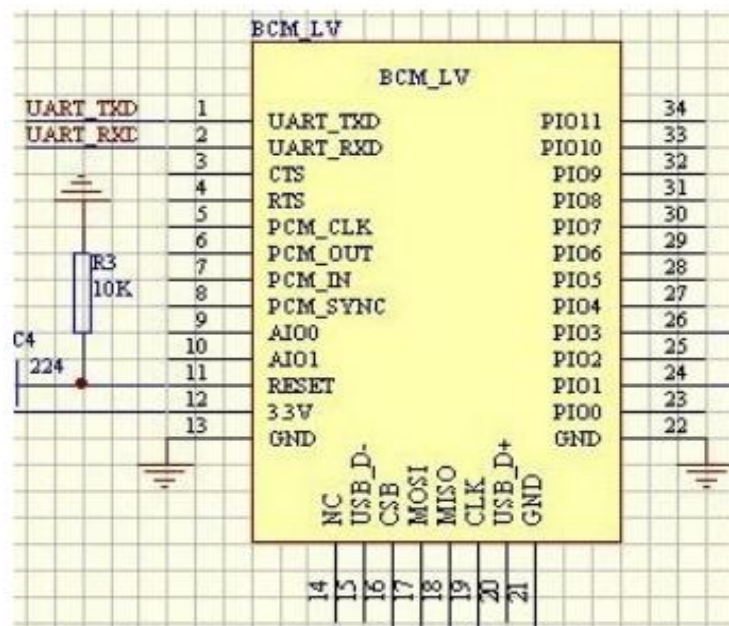 BCM_LV
BCM_LV
UART_TXD 1 UART_TXD PIO11 34
UART_RXD 2 UART_RXD PIO10 33
3 CTS PIO9 32
4 RTS PIO8 31
5 PCM_CLK PIO7 30
6 PCM_OUT PIO6 29
7 PCM_IN PIO5 28
8 PCM_SYNC PIO4 27
9 AIO0 PIO3 26
10 AIO1 PIO2 25
11 RESET PIO1 24
12 3.3V PIO0 23
13 GND GND 22
R3
10K
C4
224
NC USB_D- CSB MOSI MISO CLK USB_D+ GND
14 15 16 17 18 19 20 21